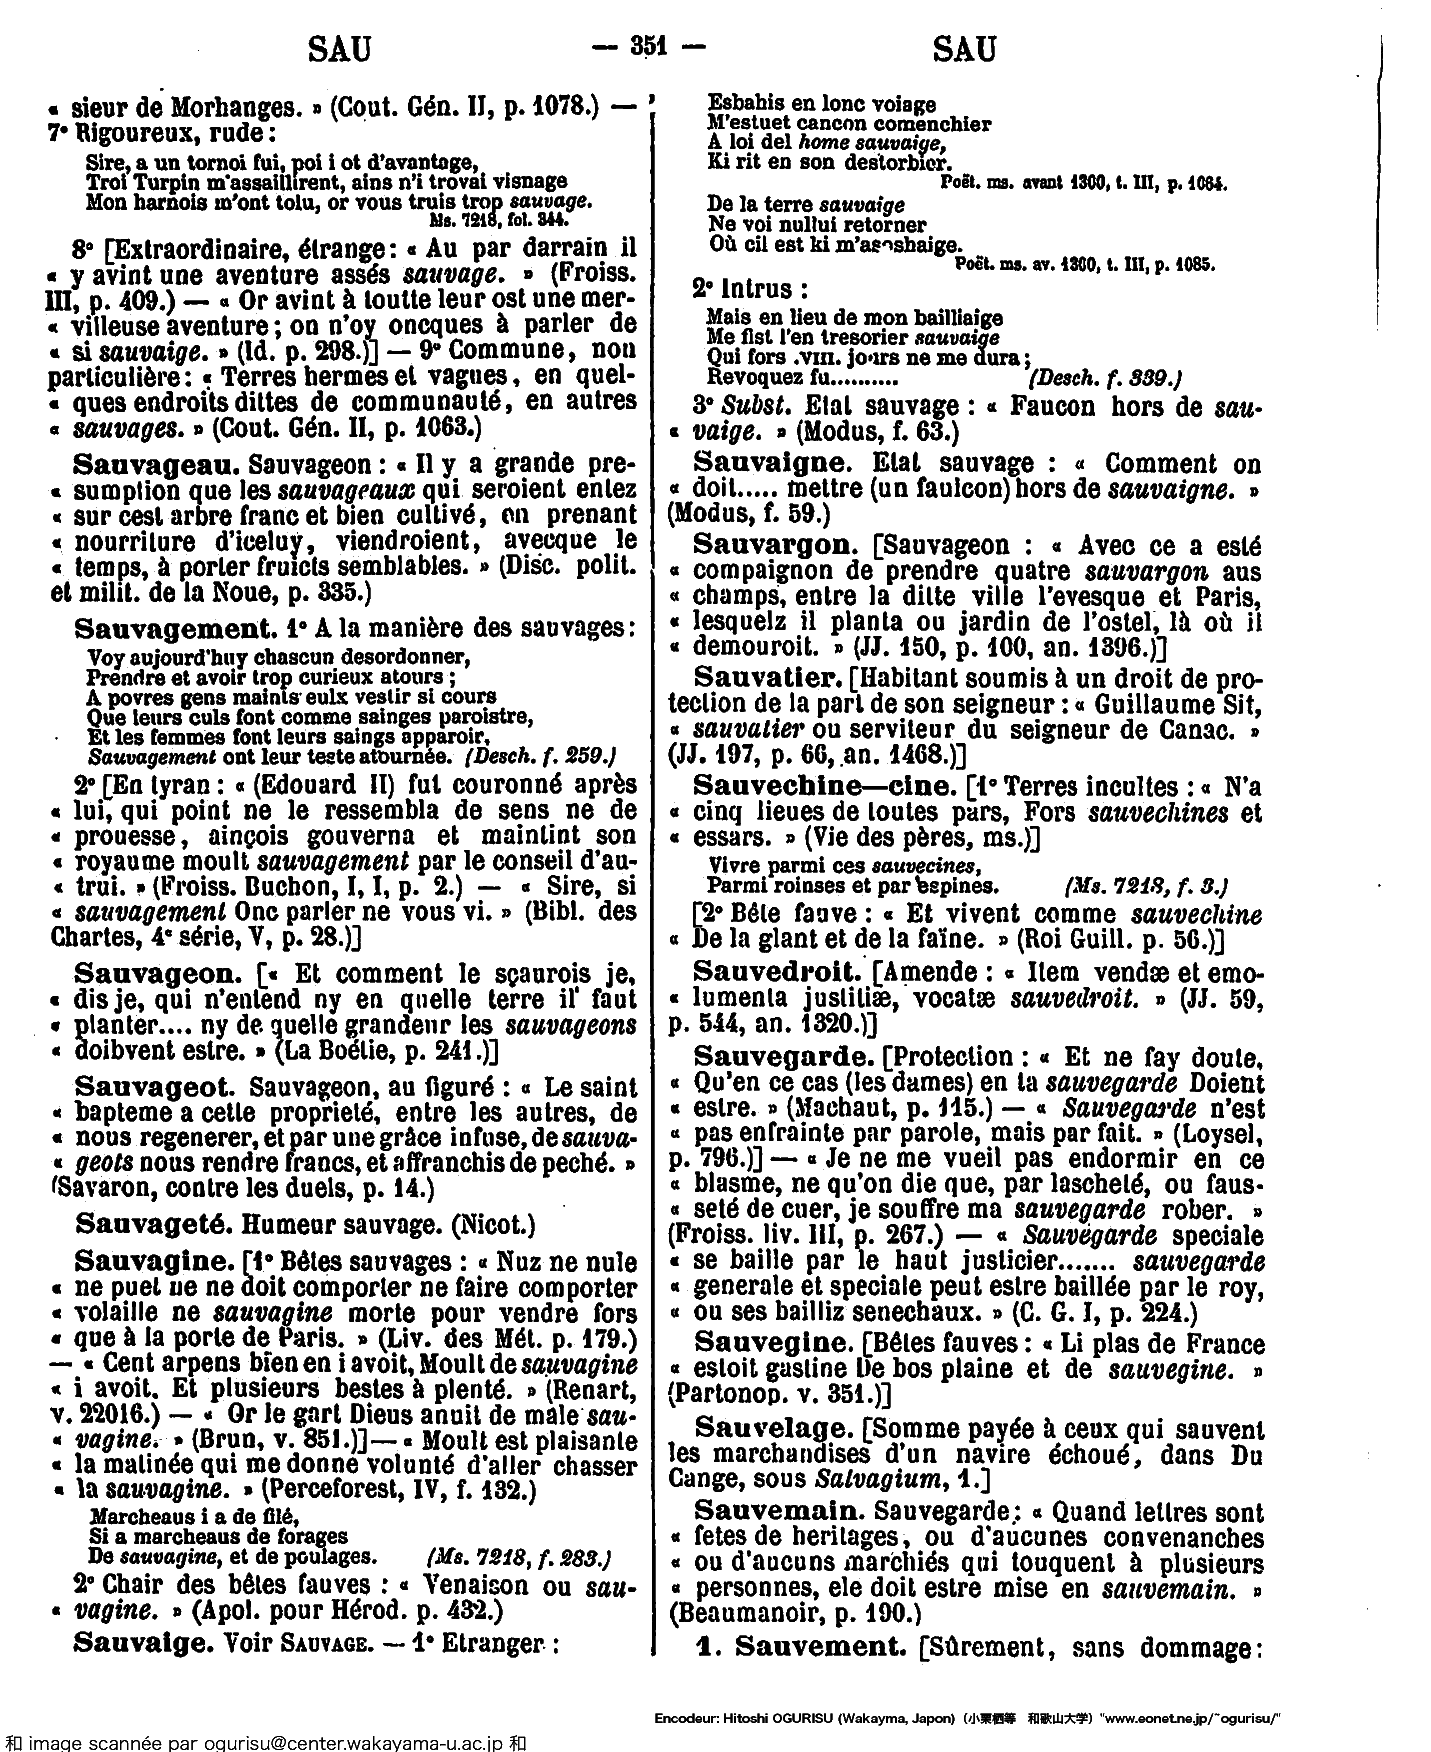 SAU — 351 — SAU
« sieur de Morhanges. » (Cout. Gén. II, p. 1078.) —
7° Rigoureux, rude :
Sire, a un tornoi fui, poi i ot d'avantage,
Troi Turpin m'assaillirent, ains n'i trovai visnage
Mon harnois m'ont tolu, or vous truis trop sauvage.
Ms. 7218, fol. 344.
8° [Extraordinaire, étrange : « Au par darrain il
« y avint une aventure assés sauvage. » (Froiss.
III, p. 409.) — « Or avint à toutte leur ost une mer-
« villeuse aventure ; on n'oy oncques à parler de
« si sauvaige. » (Id. p. 298.)] — 9° Commune, non
particulière : « Terres hermes et vagues, en quel-
« ques endroits dittes de communauté, en autres
« sauvages. » (Cout. Gén. II, p. 1063.)
Sauvageau. Sauvageon : « Il y a grande pre-
« sumption que les sauvageaux qui seroient entez
« sur cest arbre franc et bien cultivé, en prenant
« nourriture d'iceluy, viendroient, avecque le
« temps, à porter fruicts semblables. » (Disc. polit.
et milit. de la Noue, p. 335.)
Sauvagement. 1° A la manière des sauvages :
Voy aujourd'huy chascun desordonner,
Prendre et avoir trop curieux atours ;
A povres gens maints eulx vestir si cours
Que leurs culs font comme sainges paroistre,
Et les femmes font leurs saings apparoir,
Sauvagement ont leur teste atournée. (Desch. f. 259.)
2° [En tyran : « (Edouard II) fut couronné après
« lui, qui point ne le ressembla de sens ne de
« prouesse, ainçois gouverna et maintint son
« royaume moult sauvagement par le conseil d'au-
« trui. » (Froiss. Buchon, I, I, p. 2.) — « Sire, si
« sauvagement Onc parler ne vous vi. » (Bibl. des
Chartes, 4e série, V, p. 28.)]
Sauvageon. [« Et comment le sçaurois je,
« dis je, qui n'entend ny en quelle terre il faut
« planter.... ny de quelle grandeur les sauvageons
« doibvent estre. » (La Boétie, p. 241.)]
Sauvageot. Sauvageon, au figuré : « Le saint
« bapteme a cette proprieté, entre les autres, de
« nous regenerer, et par une grâce infuse, de sauva-
« geots nous rendre francs, et affranchis de peché. »
(Savaron, contre les duels, p. 14.)
Sauvageté. Humeur sauvage. (Nicot.)
Sauvagine. [1° Bêtes sauvages : « Nuz ne nule
« ne puet ne ne doit comporter ne faire comporter
« volaille ne sauvagine morte pour vendre fors
« que à la porte de Paris. » (Liv. des Mét. p. 179.)
— « Cent arpens bien en i avoit, Moult de sauvagine
« i avoit. Et plusieurs bestes à plenté. » (Renart,
v. 22016.) — « Or le gart Dieus anuit de male sau-
« vagine. » (Brun, v. 851.)] — « Moult est plaisante
« la matinée qui me donne volunté d'aller chasser
« la sauvagine. » (Perceforest, IV, f. 132.)
Marcheaus i a de filé,
Si a marcheaus de forages
De sauvagine, et de poulages. (Ms. 7218, f. 283.)
2° Chair des bêtes fauves : « Venaison ou sau-
« vagine. » (Apol. pour Hérod. p. 432.)
Sauvaige. Voir SAUVAGE. — 1° Etranger :
Esbahis en lonc voiage
M'estuet cancon comenchier
A loi del home sauvaige,
Ki rit en son destorbier.
Poët. ms. avant 1300, t. III, p. 1084.
De la terre sauvaige
Ne voi nullui retorner
Où cil est ki m'assoshaige.
Poët. ms. av. 1300, t. III, p. 1085.
2° Intrus :
Mais en lieu de mon bailliaige
Me fist l'en tresorier sauvaige
Qui fors .VIII. jours ne me dura ;
Revoquez fu.......... (Desch. f. 339.)
3° Subst. Etat sauvage : « Faucon hors de sau-
« vaige. » (Modus, f. 63.)
Sauvaigne. Etat sauvage : « Comment on
« doit..... mettre (un faulcon) hors de sauvaigne. »
(Modus, f. 59.)
Sauvargon. [Sauvageon : « Avec ce a esté
« compaignon de prendre quatre sauvargon aus
« champs, entre la ditte ville l'evesque et Paris,
« lesquelz il planta ou jardin de l'ostel, là où il
« demouroit. » (JJ. 150, p. 100, an. 1396.)]
Sauvatier. [Habitant soumis à un droit de pro-
tection de la part de son seigneur : « Guillaume Sit,
« sauvatier ou serviteur du seigneur de Canac. »
(JJ. 197, p. 66, an. 1468.)]
Sauvechine—cine. [1° Terres incultes : « N'a
« cinq lieues de toutes pars, Fors sauvechines et
« essars. » (Vie des pères, ms.)]
Vivre parmi ces sauvecines,
Parmi roinses et par espines. (Ms. 7218, f. 3.)
[2° Bête fauve : « Et vivent comme sauvechine
« De la glant et de la faïne. » (Roi Guill. p. 56.)]
Sauvedroit. [Amende : « Item vendæ et emo-
« lumenta justitiæ, vocatæ sauvedroit. » (JJ. 59,
p. 544, an. 1320.)]
Sauvegarde. [Protection : « Et ne fay doute,
« Qu'en ce cas (les dames) en ta sauvegarde Doient
« estre. » (Machaut, p. 115.) — « Sauvegarde n'est
« pas enfrainte par parole, mais par fait. » (Loysel,
p. 796.)] — « Je ne me vueil pas endormir en ce
« blasme, ne qu'on die que, par lascheté, ou faus-
« seté de cuer, je souffre ma sauvegarde rober. »
(Froiss. liv. III, p. 267.) — « Sauvegarde speciale
« se baille par le haut justicier....... sauvegarde
« generale et speciale peut estre baillée par le roy,
« ou ses bailliz senechaux. » (C. G. I, p. 224.)
Sauvegine. [Bêtes fauves : « Li plas de France
« estoit gastine De bos plaine et de sauvegine. »
(Partonop. v. 351.)]
Sauvelage. [Somme payée à ceux qui sauvent
les marchandises d'un navire échoué, dans Du
Cange, sous Salvagium, 1.]
Sauvemain. Sauvegarde : « Quand lettres sont
« fetes de heritages, ou d'aucunes convenanches
« ou d'aucuns marchiés qui touquent à plusieurs
« personnes, ele doit estre mise en sauvemain. »
(Beaumanoir, p. 190.)
1. Sauvement. [Sûrement, sans dommage :
Encodeur: Hitoshi OGURISU (Wakayma, Japon) (小栗栖等 和歌山大学) "www.eonet.ne.jp/~ogurisu/"
和 image scannée par ogurisu@center.wakayama-u.ac.jp 和